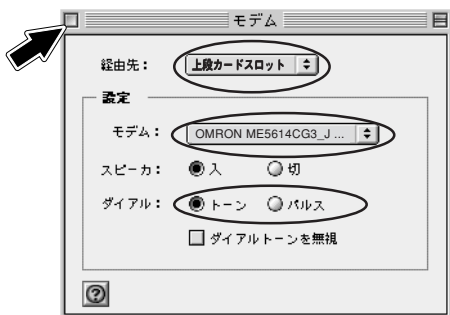 モデム
経由先： 上段カードスロット
設定
モデム： OMRON ME5614CG3_J ...
スピーカ： 入 切
ダイアル： トーン パルス
ダイアルトーンを無視
?